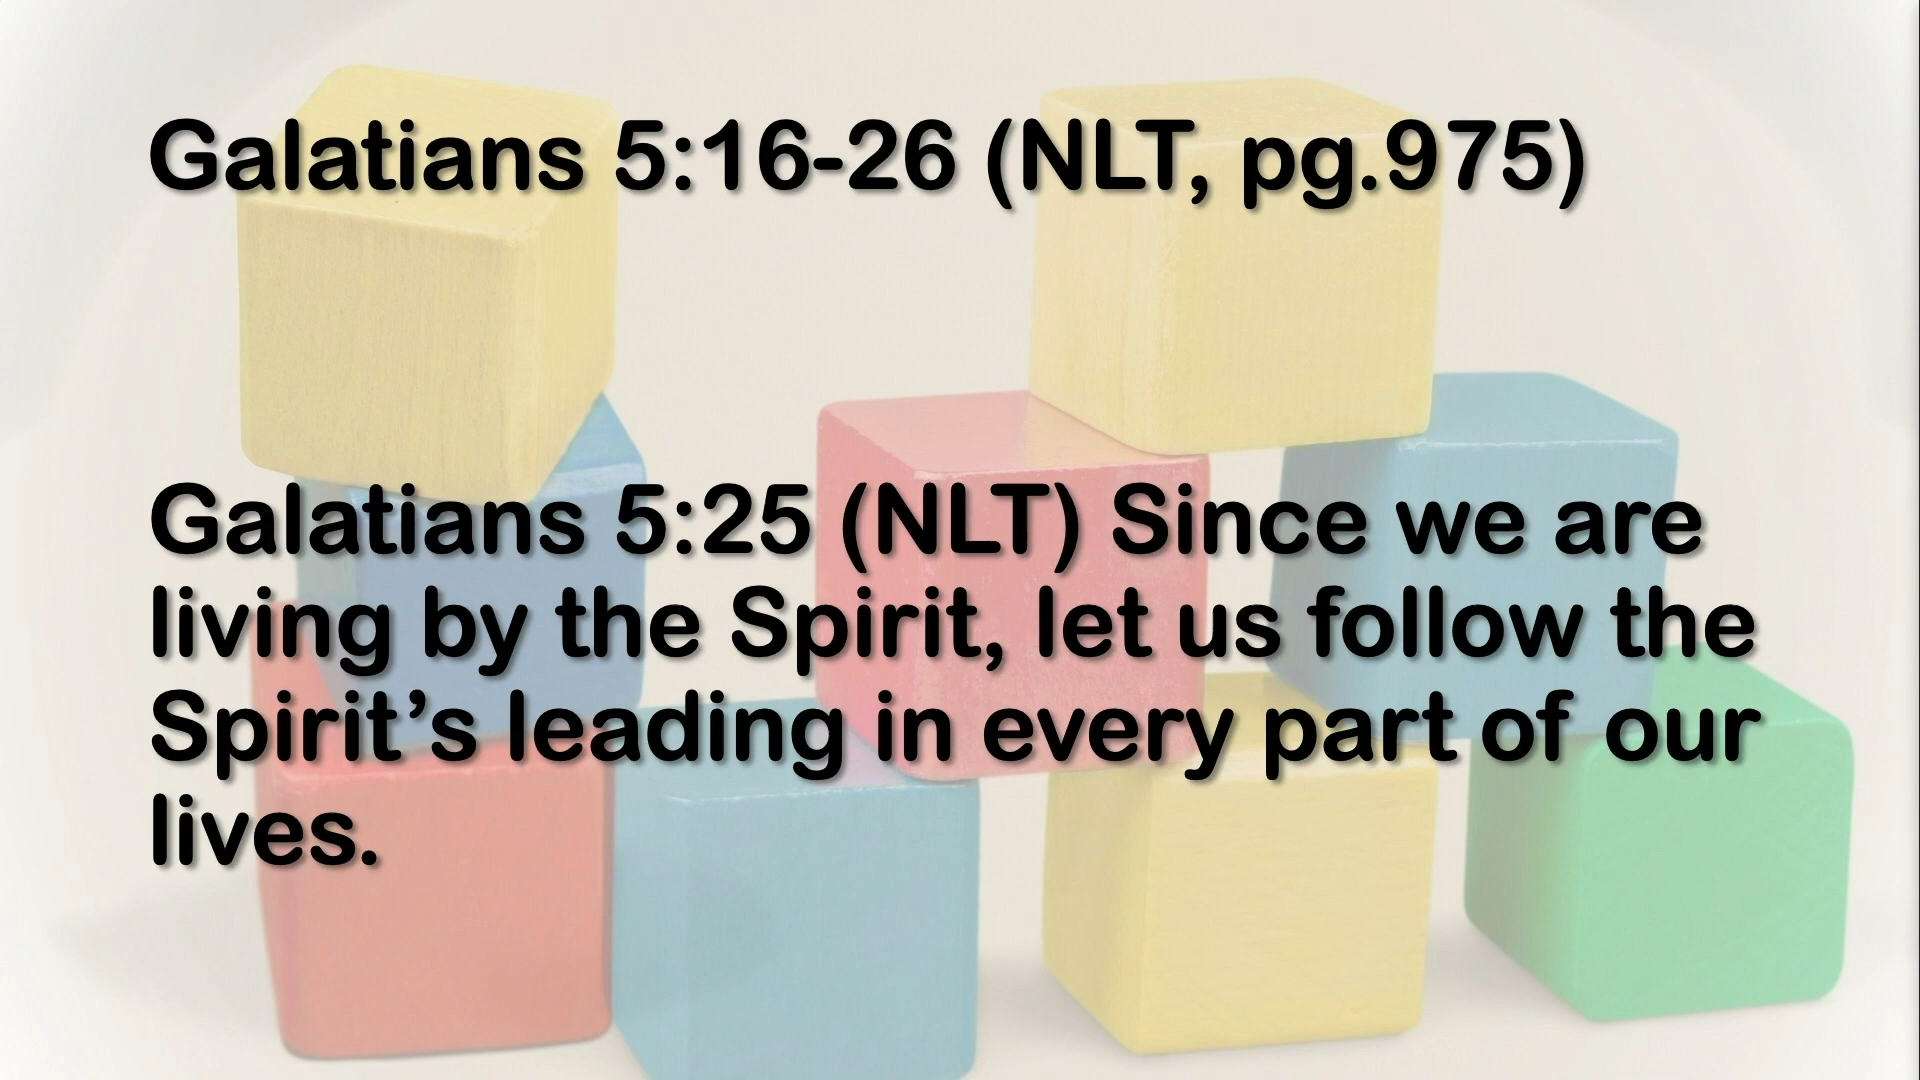 Galatians 5:16-26 (NLT, pg.975)
Galatians 5:25 (NLT) Since we are
living by the Spirit, let us follow the
Spirit’s leading in every part of our
lives.